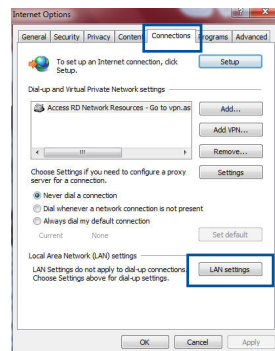 Internet Options
General Security Privacy Content Connections Programs Advanced
To set up an Internet connection, click
Setup.
Setup
Dial-up and Virtual Private Network settings
Access RD Network Resources - Go to vpn.as
Add...
Add VPN...
Remove...
Choose Settings if you need to configure a proxy
server for a connection.
Settings
Never dial a connection
Dial whenever a network connection is not present
Always dial my default connection
Current None
Set default
Local Area Network (LAN) settings
LAN Settings do not apply to dial-up connections.
Choose Settings above for dial-up settings.
LAN settings
OK Cancel Apply